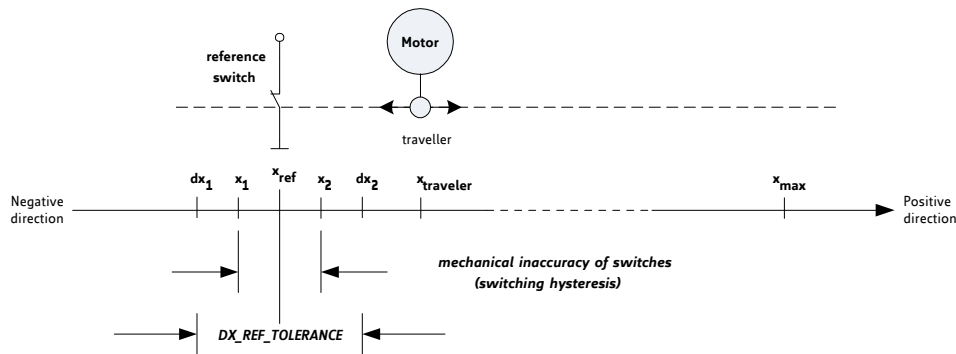 Motor
reference
switch
traveller
dx1 x1 xref x2 dx2 xtraveler xmax
Negative
direction
Positive
direction
mechanical inaccuracy of switches
(switching hysteresis)
DX_REF_TOLERANCE